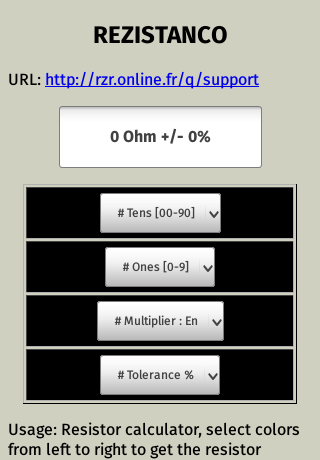 REZISTANCO
URL: http://rzr.online.fr/q/support
0 Ohm +/- 0%
# Tens [00-90]
# Ones [0-9]
# Multiplier : En
# Tolerance %
Usage: Resistor calculator, select colors
from left to right to get the resistor